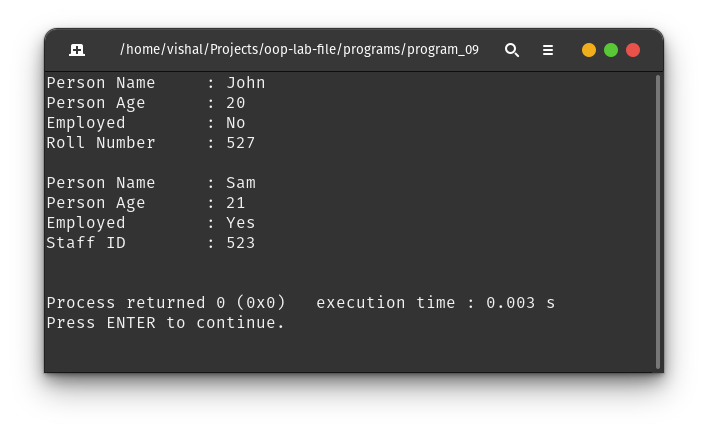 /home/vishal/Projects/oop-lab-file/programs/program_09
Person Name     : John
Person Age      : 20
Employed        : No
Roll Number     : 527

Person Name     : Sam
Person Age      : 21
Employed        : Yes
Staff ID        : 523

Process returned 0 (0x0)   execution time : 0.003 s
Press ENTER to continue.